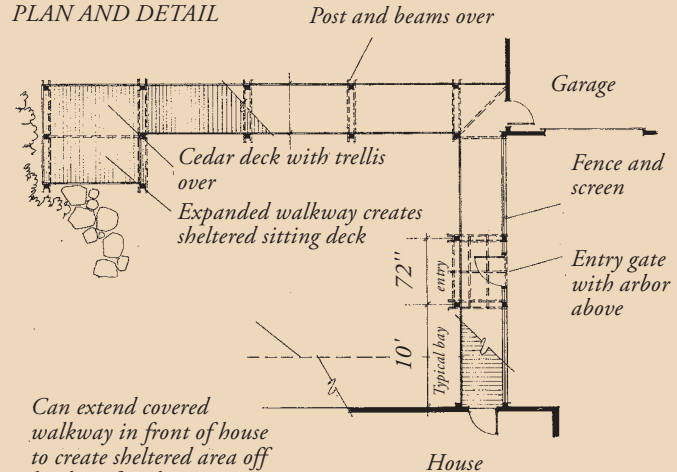 PLAN AND DETAIL
Post and beams over
Garage
Cedar deck with trellis
over
Expanded walkway creates
sheltered sitting deck
Fence and
screen
Entry gate
with arbor
above
72"
entry
10'
Typical bay
Can extend covered
walkway in front of house
to create sheltered area off
House